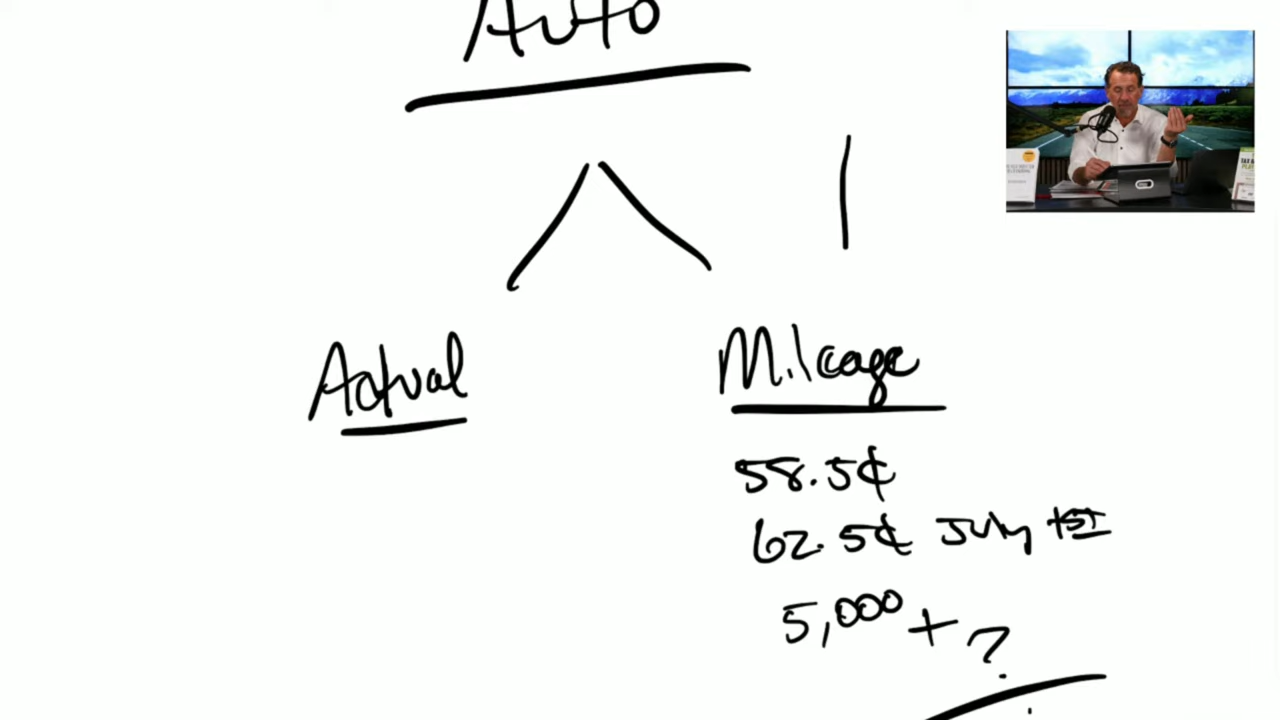 Auto
Actual
Mileage
58.5¢
62.5¢ July 1st
5,000 + ?